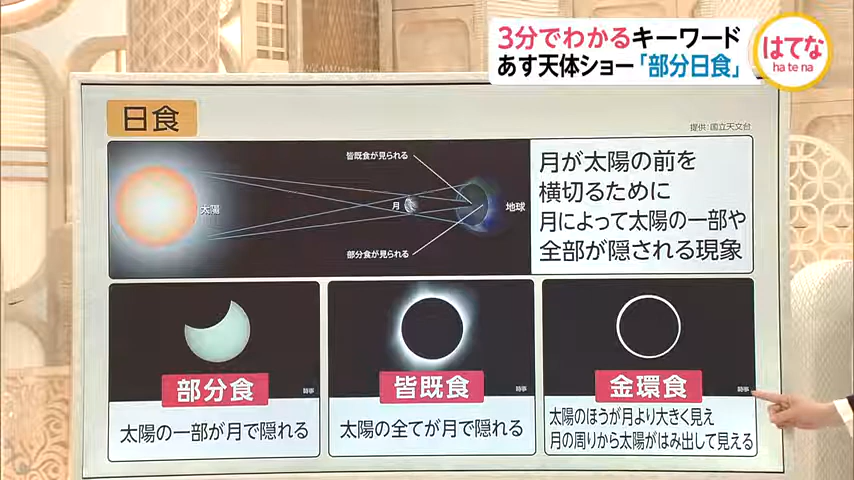 3分でわかるキーワード
あす天体ショー「部分日食」
はてな
ha te na
日食
提供:国立天文台
皆既食が見られる
太陽
月
地球
部分食が見られる
月が太陽の前を
横切るために
月によって太陽の一部や
全部が隠される現象
部分食
時事
太陽の一部が月で隠れる
皆既食
時事
太陽の全てが月で隠れる
金環食
時事
太陽のほうが月より大きく見え
月の周りから太陽がはみ出して見える